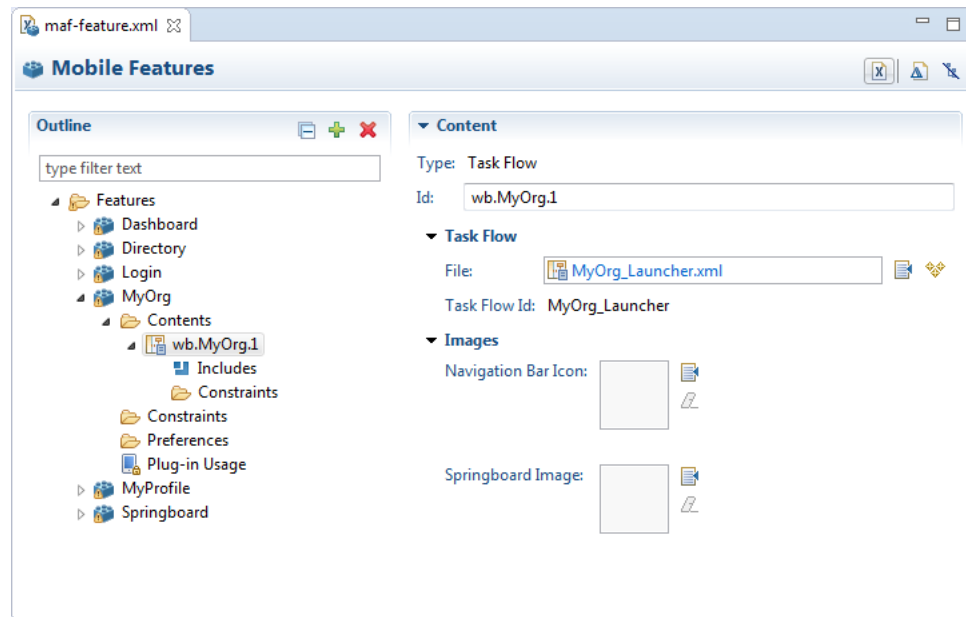 maf-feature.xml
Mobile Features
Outline
type filter text
Features
Dashboard
Directory
Login
MyOrg
Contents
wb.MyOrg.1
Includes
Constraints
Constraints
Preferences
Plug-in Usage
MyProfile
Springboard
Content
Type: Task Flow
Id: wb.MyOrg.1
Task Flow
File: MyOrg_Launcher.xml
Task Flow Id: MyOrg_Launcher
Images
Navigation Bar Icon:
Springboard Image: